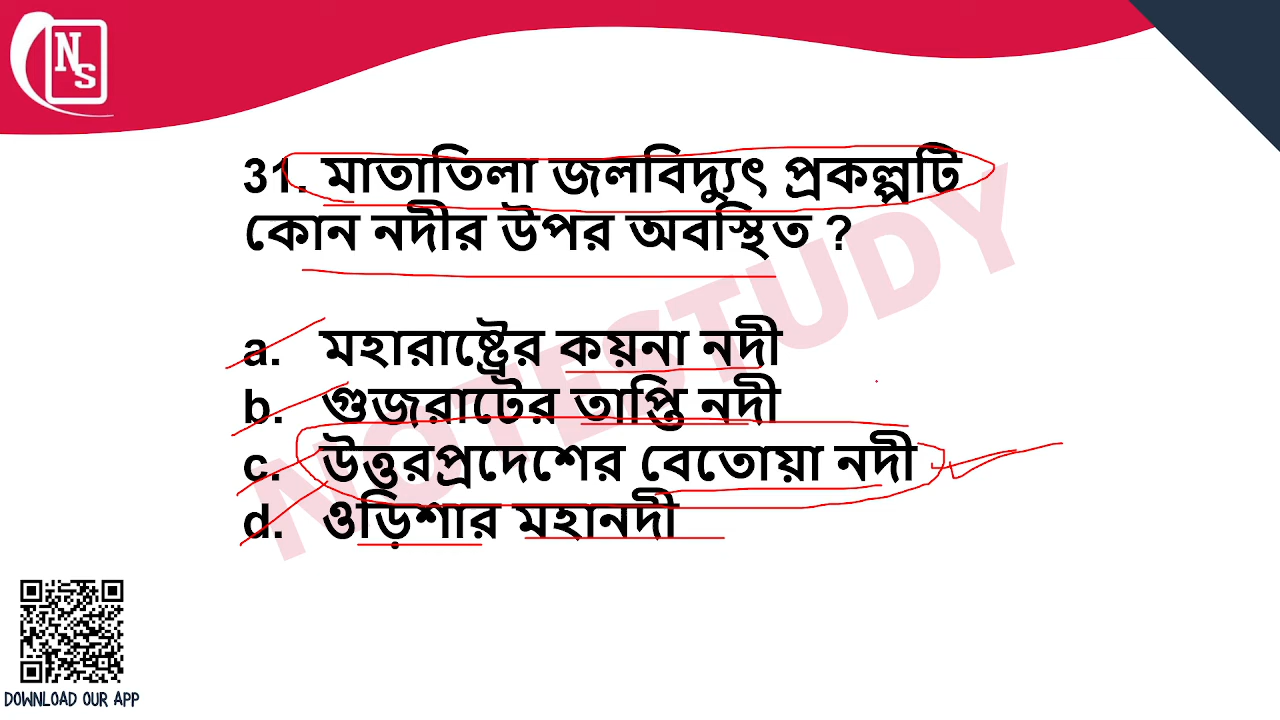 NS
31. মাতাতিলা জলবিদ্যুৎ প্রকল্পটি
কোন নদীর উপর অবস্থিত ?
a. মহারাষ্ট্রের কয়না নদী
b. গুজরাটের তাপ্তি নদী
c. উত্তরপ্রদেশের বেতোয়া নদী
d. ওড়িশার মহানদী
NOTESTUDY
DOWNLOAD OUR APP